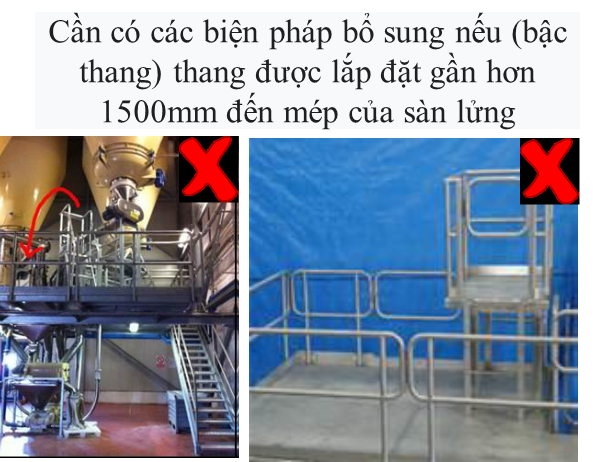 Cần có các biện pháp bổ sung nếu (bậc
thang) thang được lắp đặt gần hơn
1500mm đến mép của sàn lửng